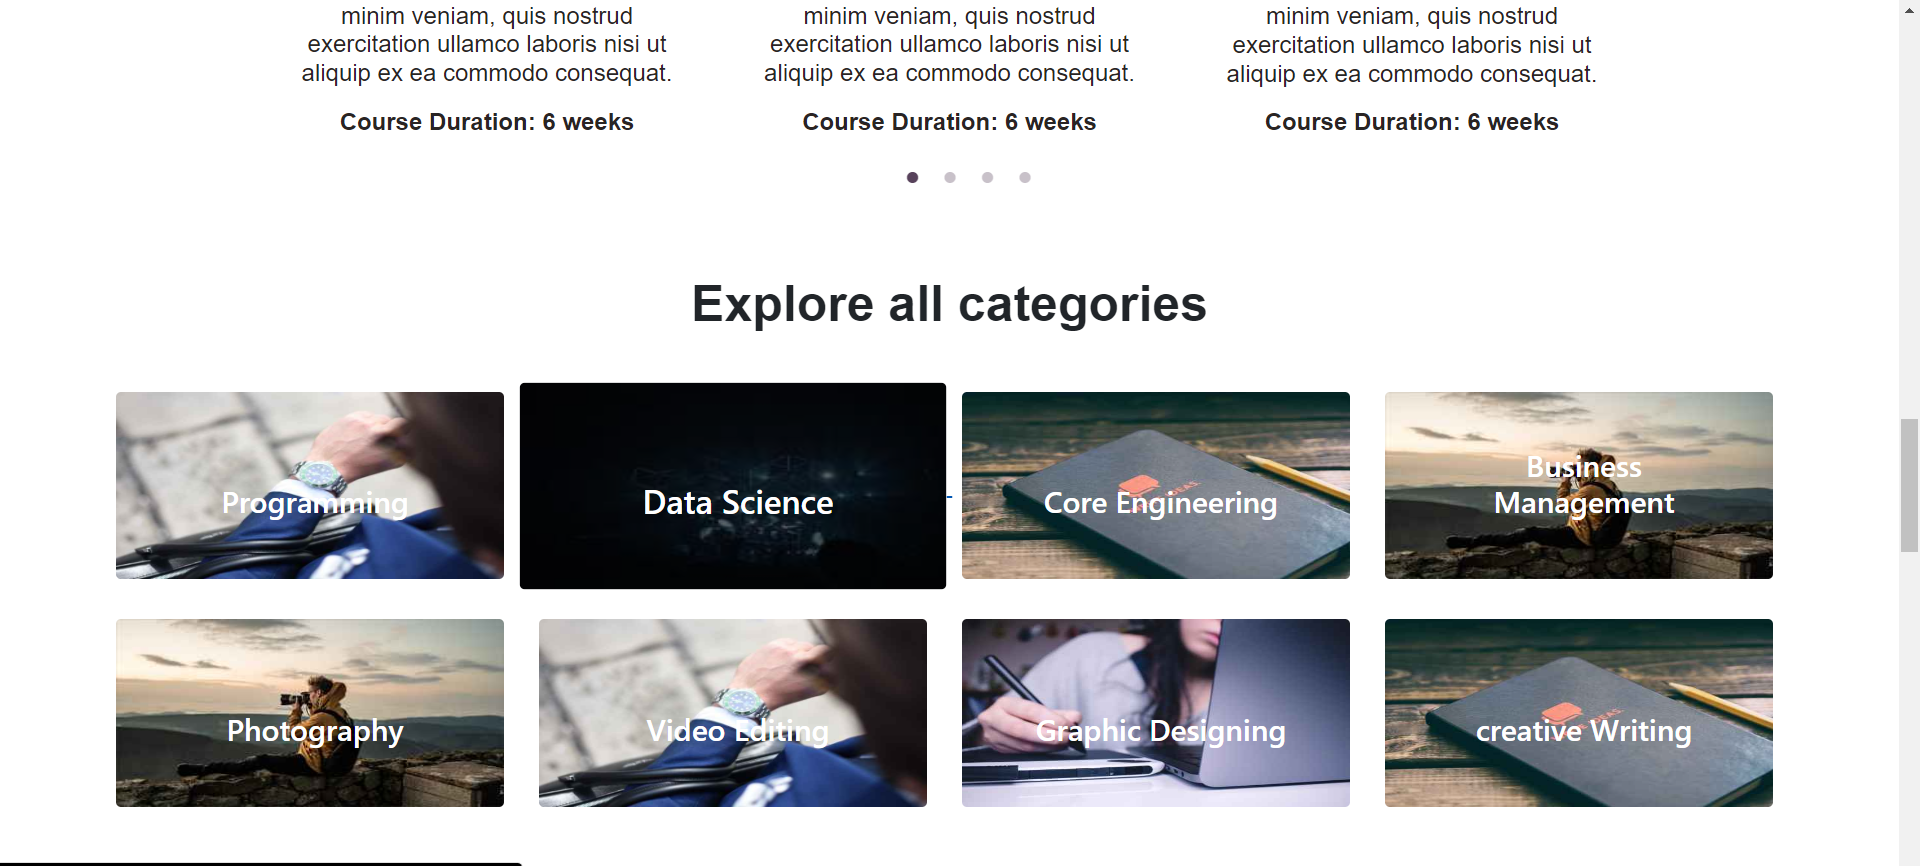 minim veniam, quis nostrud
exercitation ullamco laboris nisi ut
aliquip ex ea commodo consequat.
Course Duration: 6 weeks
minim veniam, quis nostrud
exercitation ullamco laboris nisi ut
aliquip ex ea commodo consequat.
Course Duration: 6 weeks
minim veniam, quis nostrud
exercitation ullamco laboris nisi ut
aliquip ex ea commodo consequat.
Course Duration: 6 weeks
Explore all categories
Programming
Data Science
Core Engineering
Business
Management
Photography
Video Editing
Graphic Designing
creative Writing